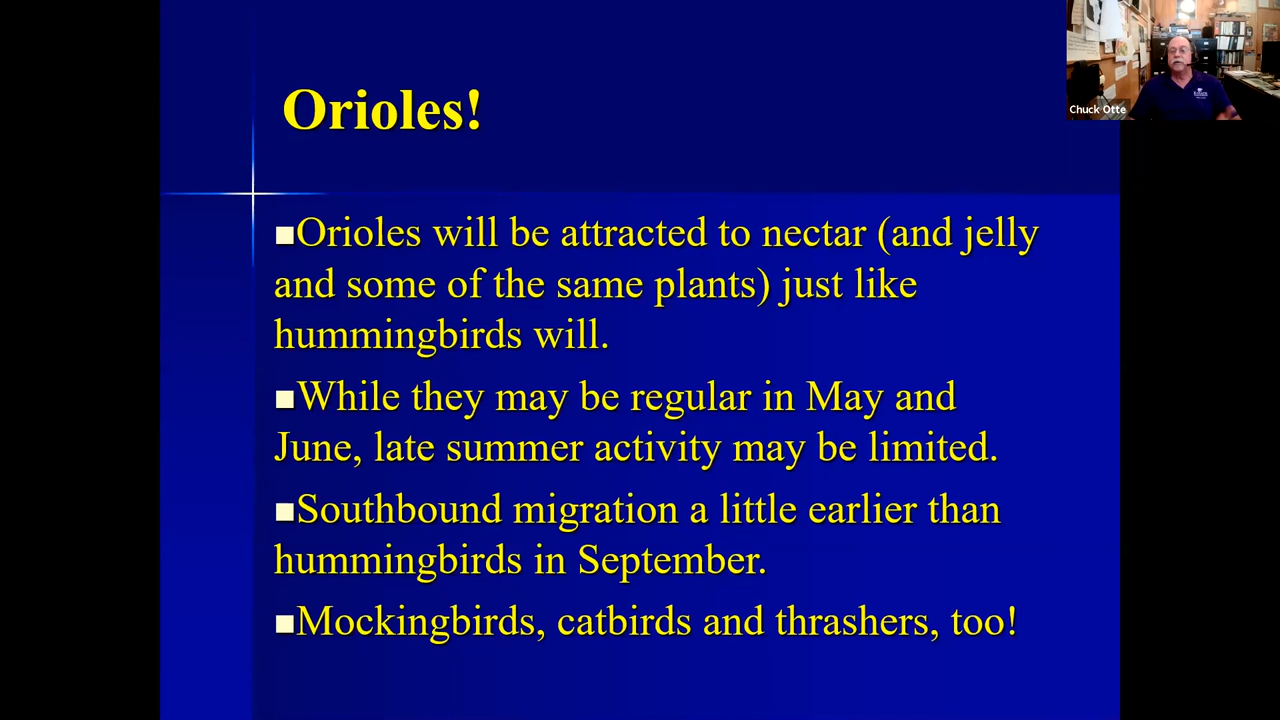 Orioles!
Chuck Otte
■Orioles will be attracted to nectar (and jelly
and some of the same plants) just like
hummingbirds will.
■While they may be regular in May and
June, late summer activity may be limited.
■Southbound migration a little earlier than
hummingbirds in September.
■Mockingbirds, catbirds and thrashers, too!